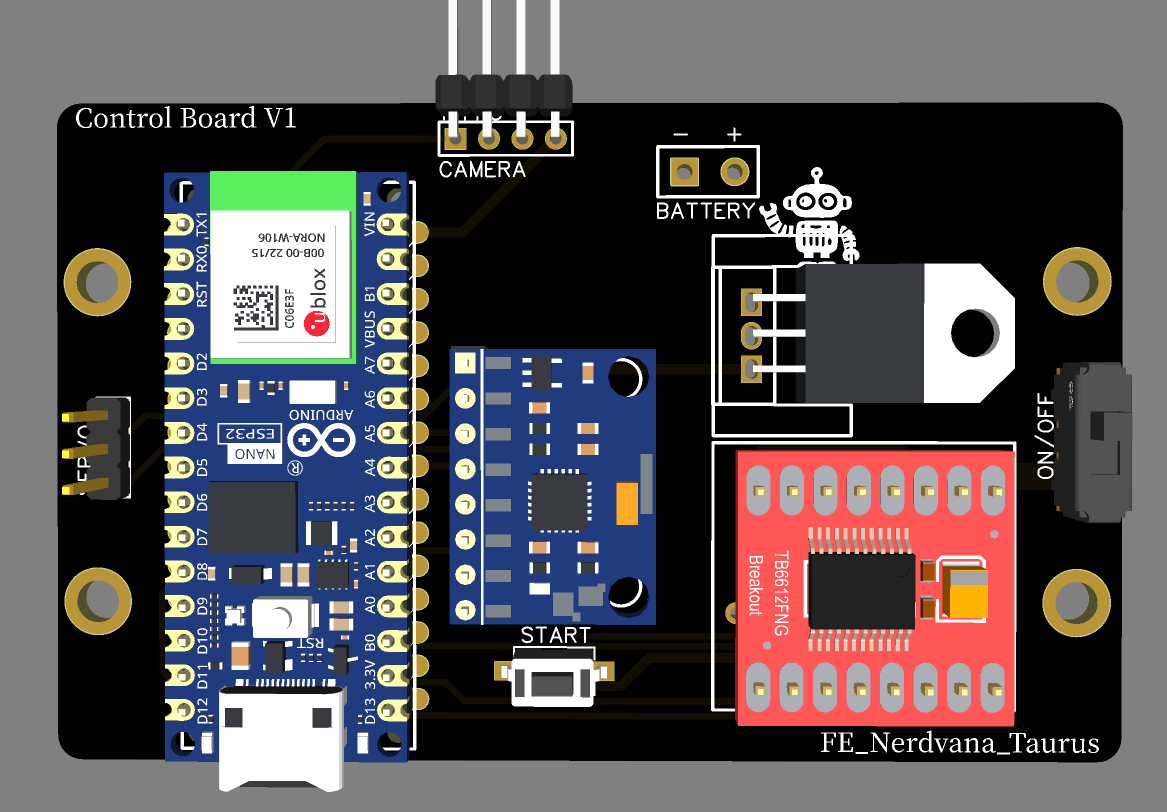 Control Board V1
CAMERA
− +
BATTERY
TX1
RX0
RST
D2
D3
D4
D5
D6
D7
D8
D9
D10
D11
D12
VIN
B1
VBUS
A7
A6
A5
A4
A3
A2
A1
A0
B0
3.3V
D13
NORA-W106
00B-00 22/15
C06E3F
ublox
ARDUINO
ESP32
NANO
®
RST
START
ON/OFF
TB6612FNG
Breakout
FE_Nerdvana_Taurus